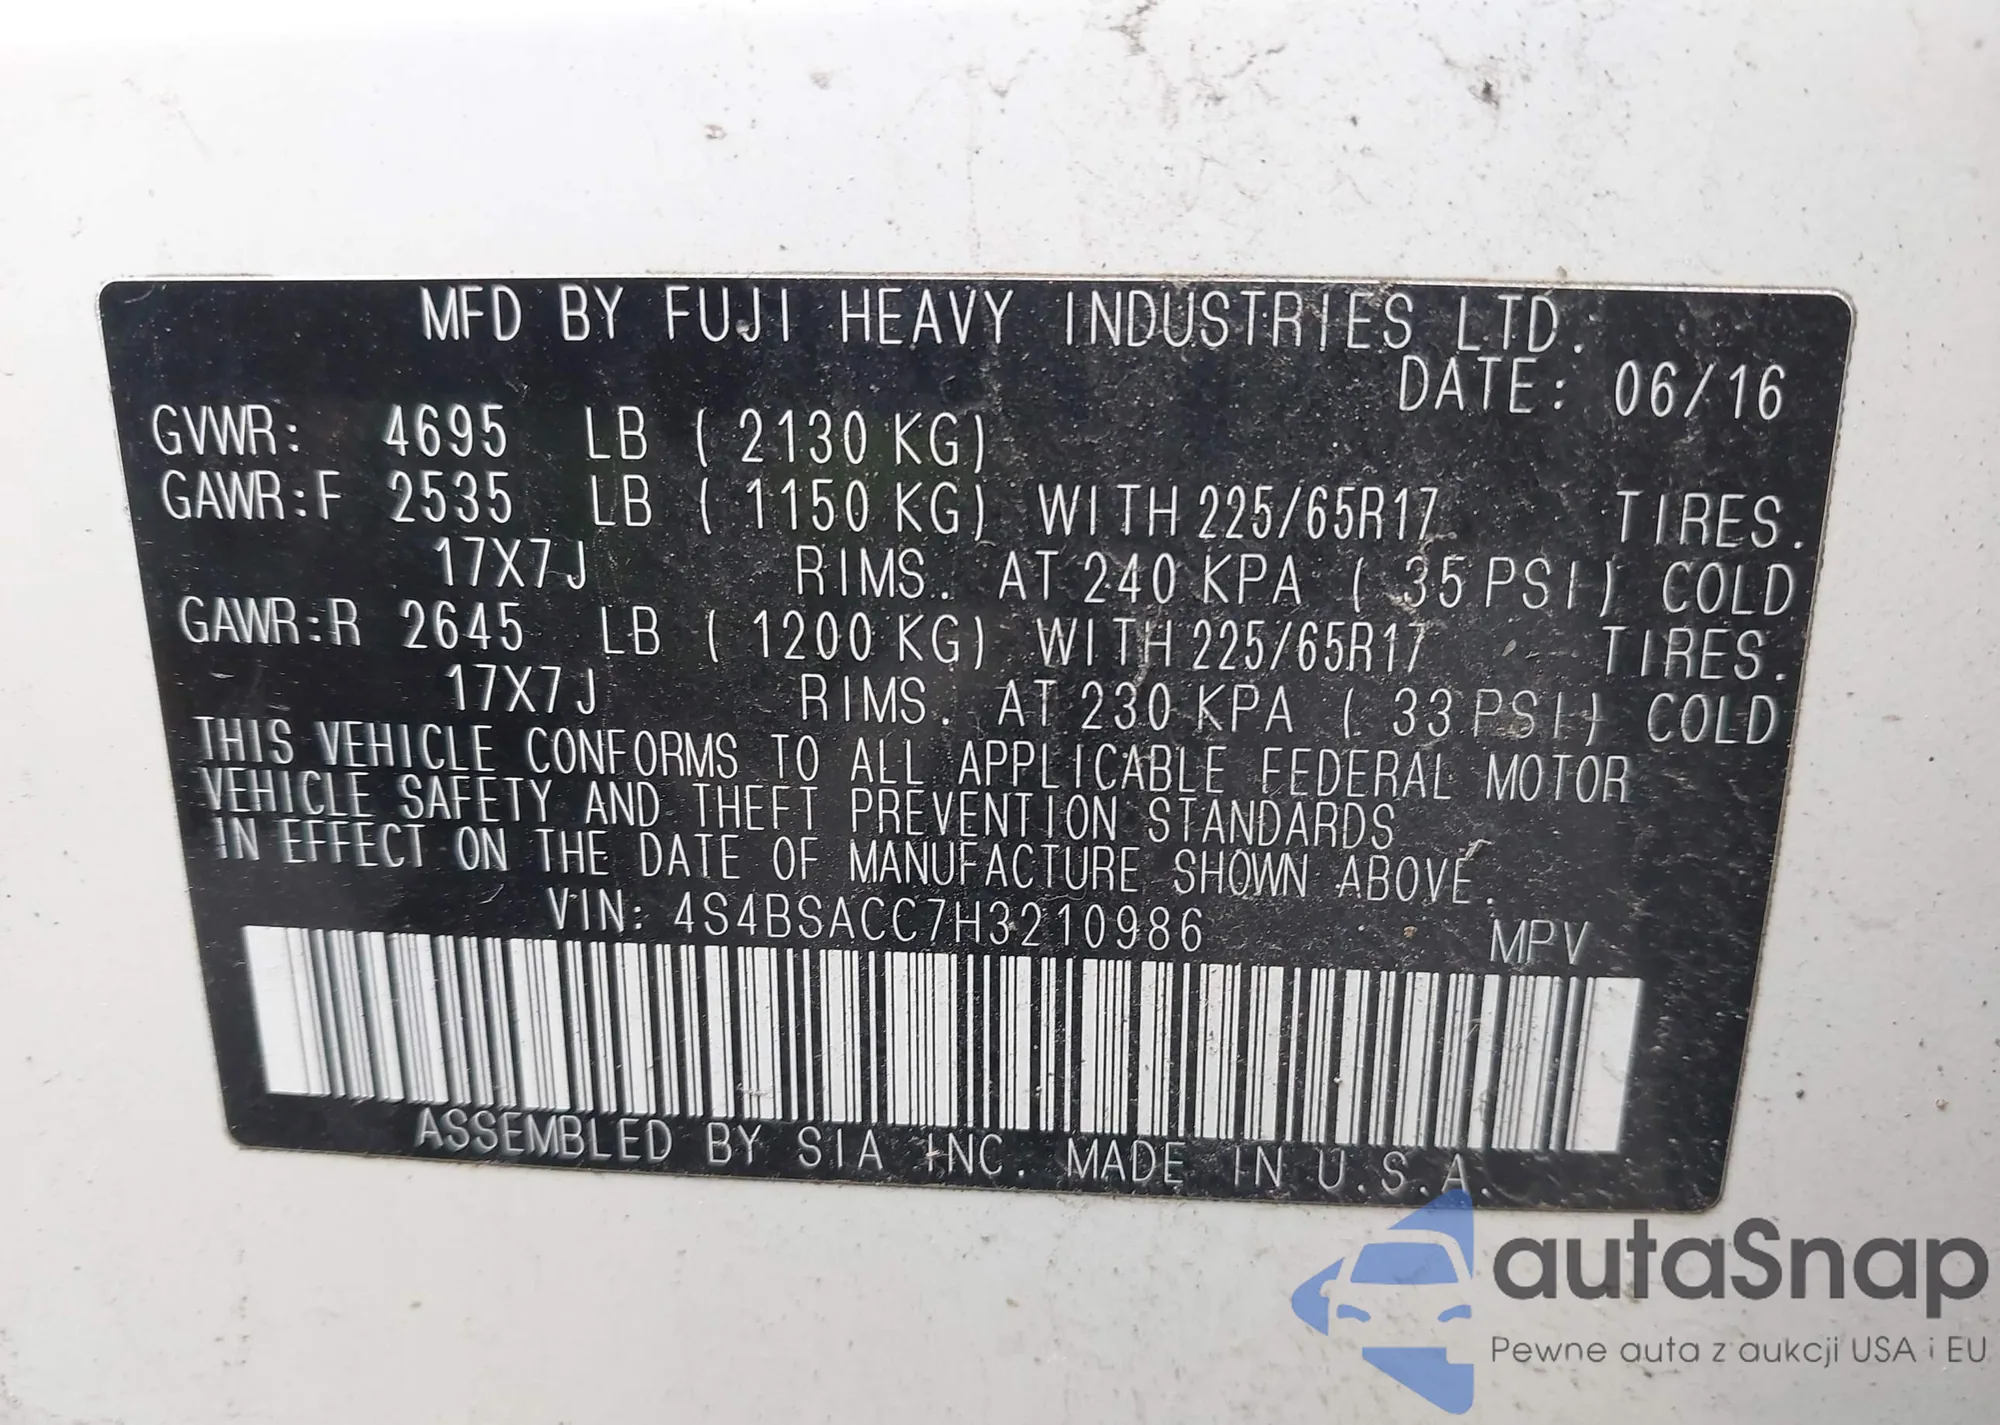 MFD BY FUJI HEAVY INDUSTRIES LTD.
DATE: 06/16
GVWR: 4695 LB ( 2130 KG)
GAWR:F 2535 LB ( 1150 KG) WITH 225/65R17 TIRES.
17X7J RIMS. AT 240 KPA ( 35 PSI) COLD
GAWR:R 2645 LB ( 1200 KG) WITH 225/65R17 TIRES.
17X7J RIMS. AT 230 KPA ( 33 PSI) COLD
THIS VEHICLE CONFORMS TO ALL APPLICABLE FEDERAL MOTOR
VEHICLE SAFETY AND THEFT PREVENTION STANDARDS
IN EFFECT ON THE DATE OF MANUFACTURE SHOWN ABOVE.
VIN: 4S4BSACC7H3210986 MPV
ASSEMBLED BY SIA INC. MADE IN U.S.A.
autaSnap
Pewne auta z aukcji USA i EU